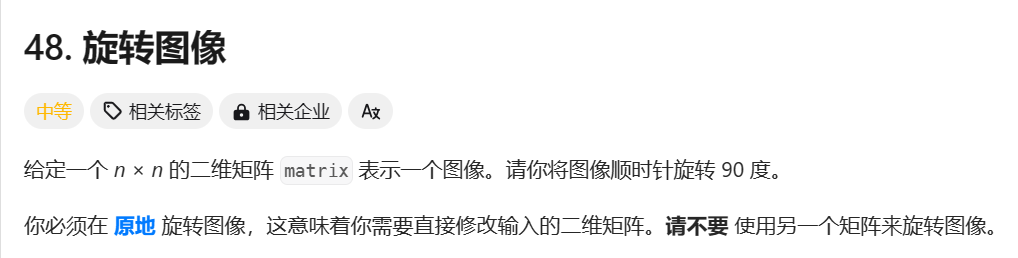 48. 旋转图像
中等 相关标签 相关企业 Aあ
给定一个 n × n 的二维矩阵 matrix 表示一个图像。请你将图像顺时针旋转 90 度。
你必须在 原地 旋转图像，这意味着你需要直接修改输入的二维矩阵。请不要 使用另一个矩阵来旋转图像。